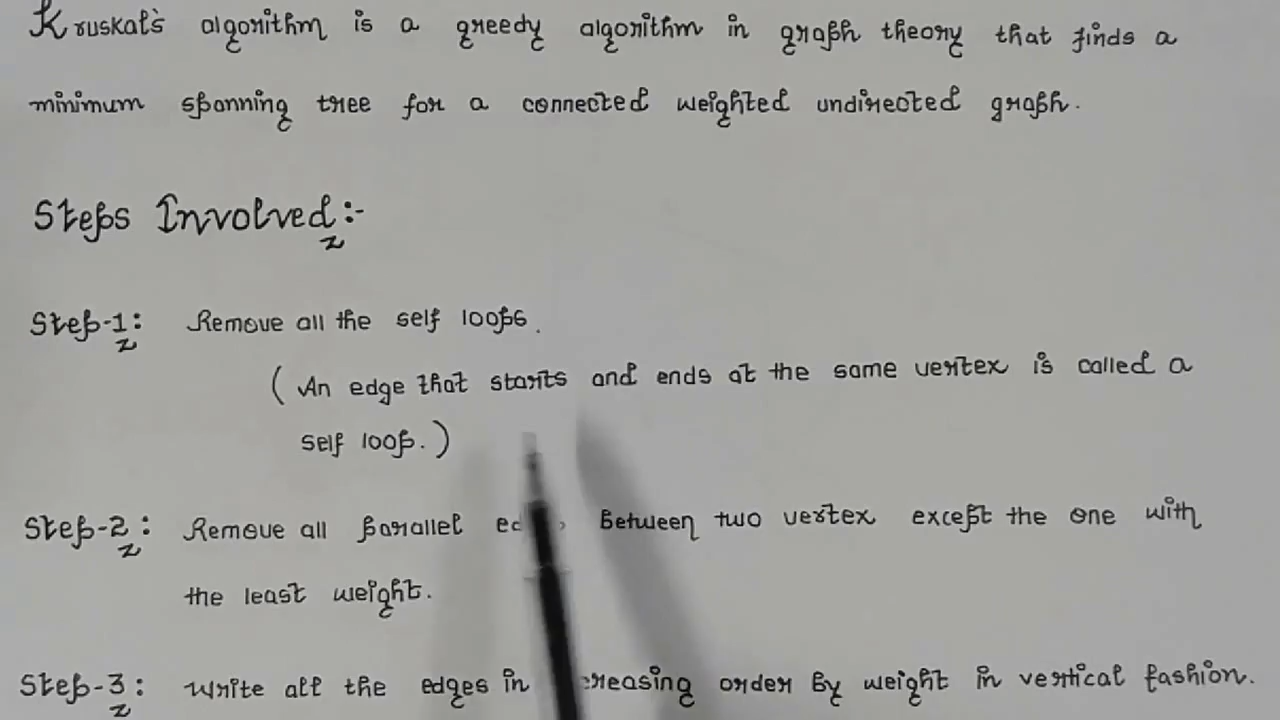 Kruskal's algorithm is a greedy algorithm in graph theory that finds a
minimum spanning tree for a connected weighted undirected graph.
Steps Involved:-
Step-1: Remove all the self loops.
(An edge that starts and ends at the same vertex is called a
self loop.)
Step-2: Remove all parallel between two vertex except the one with
the least weight.
Step-3: Write all the edges in order by weight in vertical fashion.